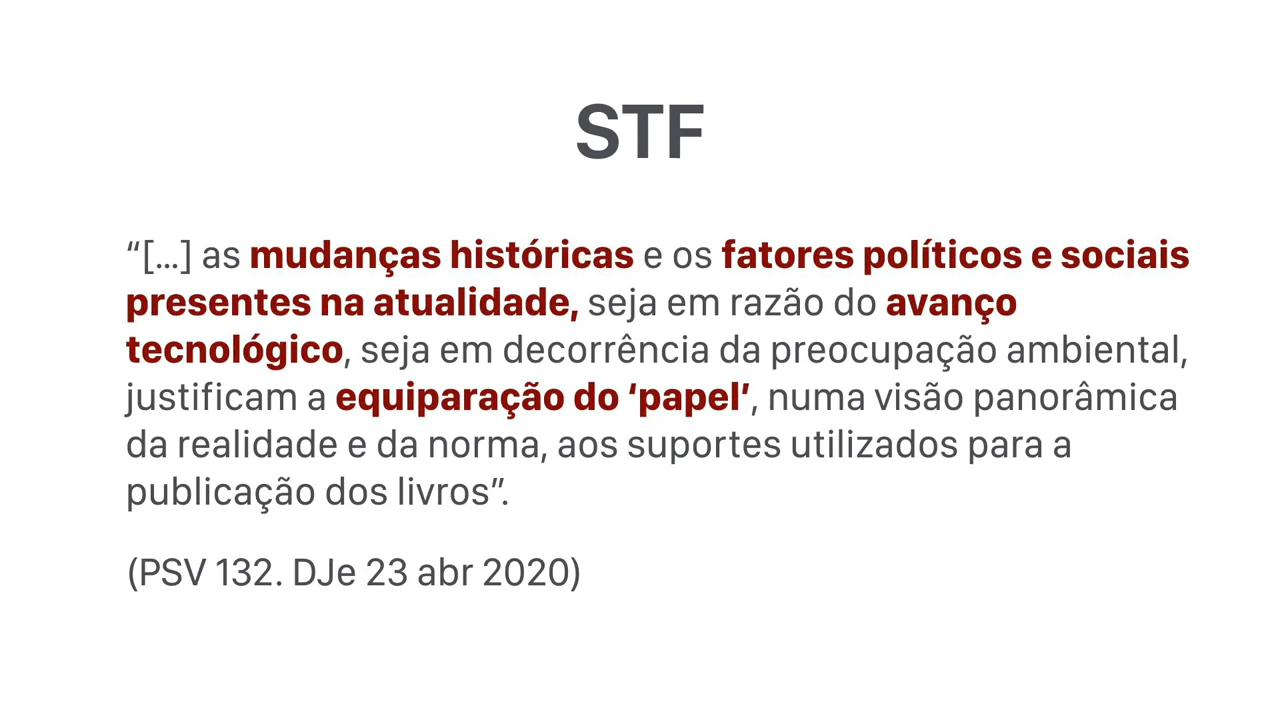 STF
“[...] as mudanças históricas e os fatores políticos e sociais
presentes na atualidade, seja em razão do avanço
tecnológico, seja em decorrência da preocupação ambiental,
justificam a equiparação do ‘papel’, numa visão panorâmica
da realidade e da norma, aos suportes utilizados para a
publicação dos livros”.
(PSV 132. DJe 23 abr 2020)